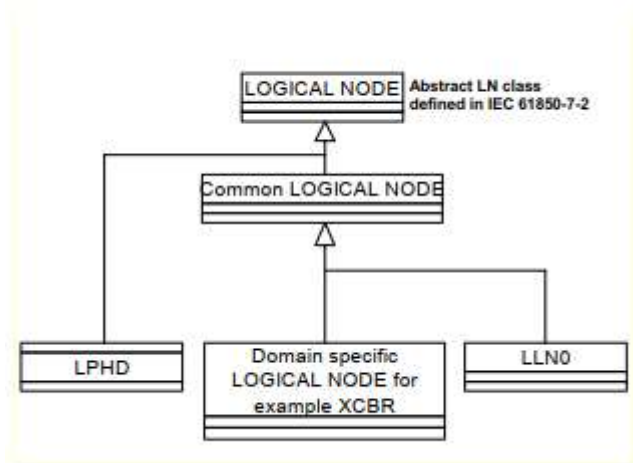 LOGICAL NODE
Abstract LN class
defined in IEC 61850-7-2
Common LOGICAL NODE
LPHD
Domain specific
LOGICAL NODE for
example XCBR
LLN0